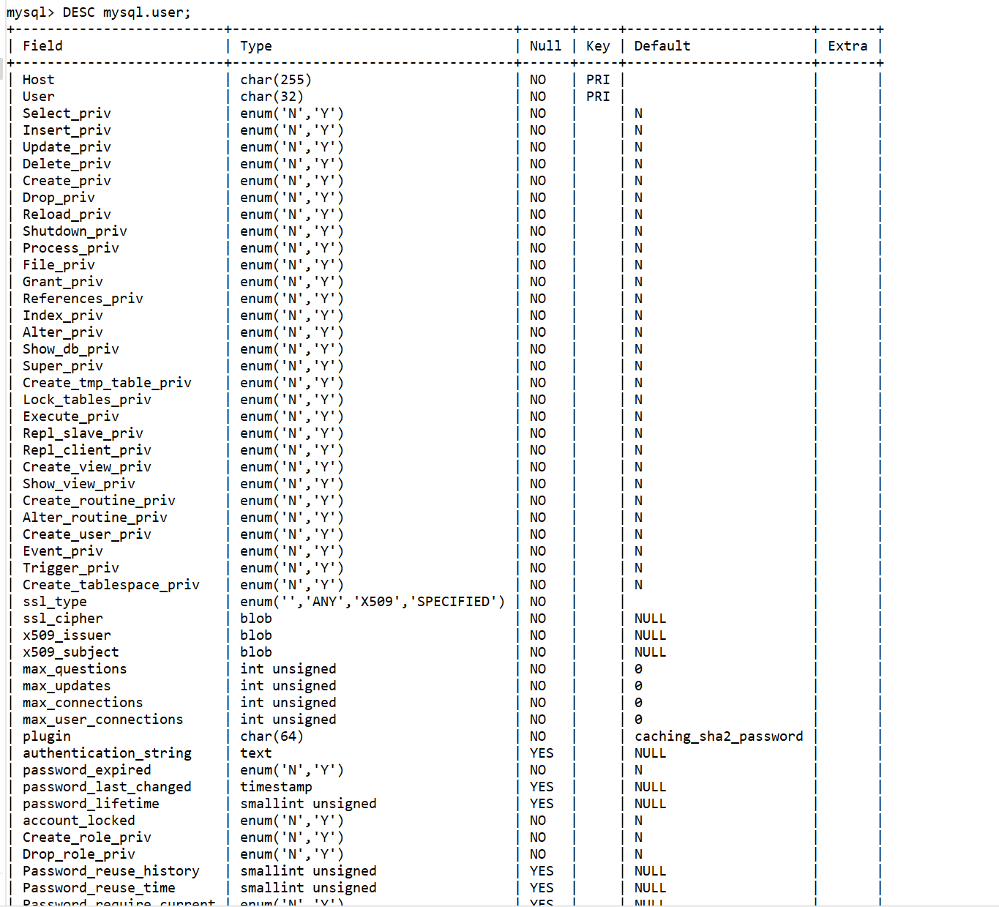 mysql> DESC mysql.user;
+--------------------------+-----------------------------------+------+-----+-----------------------+-------+
| Field                    | Type                              | Null | Key | Default               | Extra |
+--------------------------+-----------------------------------+------+-----+-----------------------+-------+
| Host                     | char(255)                         | NO   | PRI |                       |       |
| User                     | char(32)                          | NO   | PRI |                       |       |
| Select_priv              | enum('N','Y')                     | NO   |     | N                     |       |
| Insert_priv              | enum('N','Y')                     | NO   |     | N                     |       |
| Update_priv              | enum('N','Y')                     | NO   |     | N                     |       |
| Delete_priv              | enum('N','Y')                     | NO   |     | N                     |       |
| Create_priv              | enum('N','Y')                     | NO   |     | N                     |       |
| Drop_priv                | enum('N','Y')                     | NO   |     | N                     |       |
| Reload_priv              | enum('N','Y')                     | NO   |     | N                     |       |
| Shutdown_priv            | enum('N','Y')                     | NO   |     | N                     |       |
| Process_priv             | enum('N','Y')                     | NO   |     | N                     |       |
| File_priv                | enum('N','Y')                     | NO   |     | N                     |       |
| Grant_priv               | enum('N','Y')                     | NO   |     | N                     |       |
| References_priv          | enum('N','Y')                     | NO   |     | N                     |       |
| Index_priv               | enum('N','Y')                     | NO   |     | N                     |       |
| Alter_priv               | enum('N','Y')                     | NO   |     | N                     |       |
| Show_db_priv             | enum('N','Y')                     | NO   |     | N                     |       |
| Super_priv               | enum('N','Y')                     | NO   |     | N                     |       |
| Create_tmp_table_priv    | enum('N','Y')                     | NO   |     | N                     |       |
| Lock_tables_priv         | enum('N','Y')                     | NO   |     | N                     |       |
| Execute_priv             | enum('N','Y')                     | NO   |     | N                     |       |
| Repl_slave_priv          | enum('N','Y')                     | NO   |     | N                     |       |
| Repl_client_priv         | enum('N','Y')                     | NO   |     | N                     |       |
| Create_view_priv         | enum('N','Y')                     | NO   |     | N                     |       |
| Show_view_priv           | enum('N','Y')                     | NO   |     | N                     |       |
| Create_routine_priv      | enum('N','Y')                     | NO   |     | N                     |       |
| Alter_routine_priv       | enum('N','Y')                     | NO   |     | N                     |       |
| Create_user_priv         | enum('N','Y')                     | NO   |     | N                     |       |
| Event_priv               | enum('N','Y')                     | NO   |     | N                     |       |
| Trigger_priv             | enum('N','Y')                     | NO   |     | N                     |       |
| Create_tablespace_priv   | enum('N','Y')                     | NO   |     | N                     |       |
| ssl_type                 | enum('','ANY','X509','SPECIFIED') | NO   |     |                       |       |
| ssl_cipher               | blob                              | NO   |     | NULL                  |       |
| x509_issuer              | blob                              | NO   |     | NULL                  |       |
| x509_subject             | blob                              | NO   |     | NULL                  |       |
| max_questions            | int unsigned                      | NO   |     | 0                     |       |
| max_updates              | int unsigned                      | NO   |     | 0                     |       |
| max_connections          | int unsigned                      | NO   |     | 0                     |       |
| max_user_connections     | int unsigned                      | NO   |     | 0                     |       |
| plugin                   | char(64)                          | NO   |     | caching_sha2_password |       |
| authentication_string    | text                              | YES  |     | NULL                  |       |
| password_expired         | enum('N','Y')                     | NO   |     | N                     |       |
| password_last_changed    | timestamp                         | YES  |     | NULL                  |       |
| password_lifetime        | smallint unsigned                 | YES  |     | NULL                  |       |
| account_locked           | enum('N','Y')                     | NO   |     | N                     |       |
| Create_role_priv         | enum('N','Y')                     | NO   |     | N                     |       |
| Drop_role_priv           | enum('N','Y')                     | NO   |     | N                     |       |
| Password_reuse_history   | smallint unsigned                 | YES  |     | NULL                  |       |
| Password_reuse_time      | smallint unsigned                 | YES  |     | NULL                  |       |
| Password_require_current | enum('N','Y')                     | YES  |     | NULL                  |       |